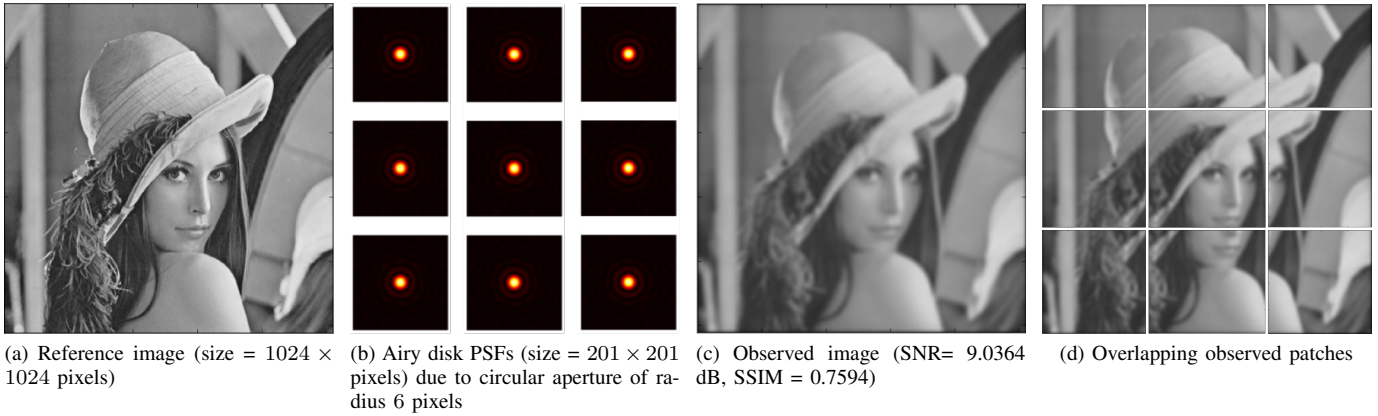 (a) Reference image (size = 1024 ×
1024 pixels)
(b) Airy disk PSFs (size = 201 × 201
pixels) due to circular aperture of ra-
dius 6 pixels
(c) Observed image (SNR= 9.0364
dB, SSIM = 0.7594)
(d) Overlapping observed patches